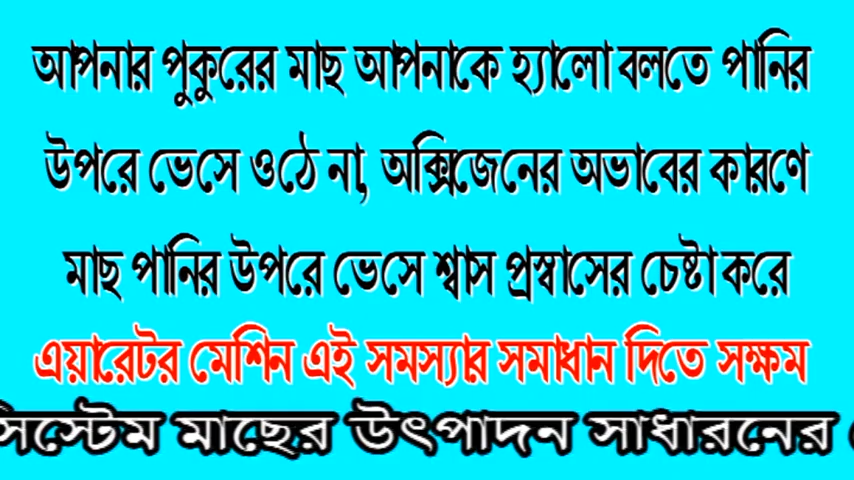 আপনার পুকুরের মাছ আপনাকে হ্যালো বলতে পানির
উপরে ভেসে ওঠে না, অক্সিজেনের অভাবের কারণে
মাছ পানির উপরে ভেসে শ্বাস প্রস্বাসের চেষ্টা করে
এয়ারেটর মেশিন এই সমস্যার সমাধান দিতে সক্ষম
সিস্টেম মাছের উৎপাদন সাধারনের